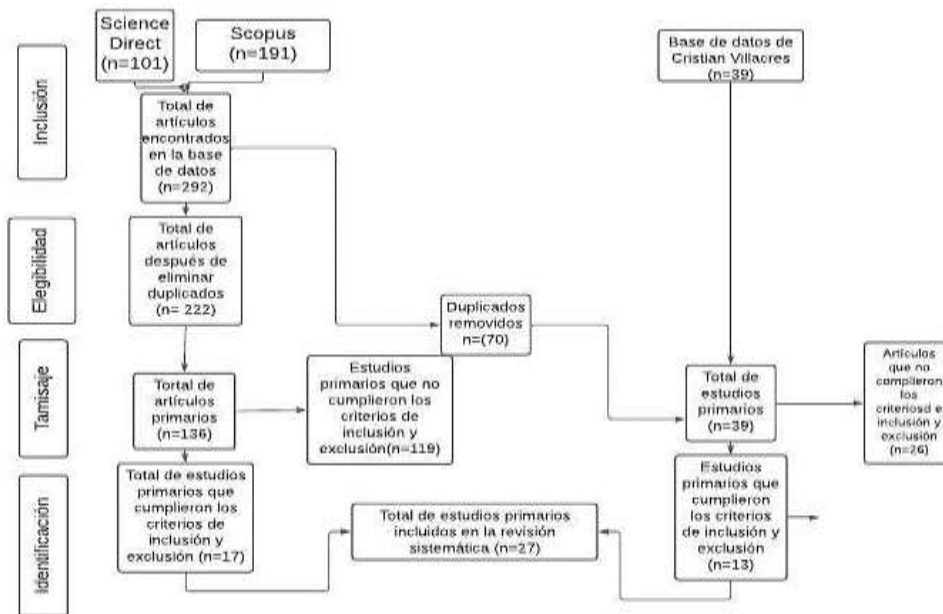 Inclusión
Science
Direct
(n=101)
Scopus
(n=191)
Base de datos de
Cristian Villacres
(n=39)
Total de
artículos
encontrados
en la base
de datos
(n=292)
Elegibilidad
Total de
artículos
después de
eliminar
duplicados
(n= 222)
Duplicados
removidos
n=(70)
Tamisaje
Tortal de
artículos
primarios
(n=136)
Estudios
primarios que no
cumplieron los
criterios de
inclusión y
exclusión(n=119)
Total de
estudios
primarios
(n=39)
Artículos
que no
cumplieron
los
criteriosd e
inclusión y
exclusión
(n=26)
Identificación
Total de estudios
primarios que
cumplieron los
criterios de
inclusión y
exclusión (n=17)
Total de estudios primarios
incluidos en la revisión
sistemática (n=27)
Estudios
primarios que
cumplieron
los criterios
de inclusión y
exclusión
(n=13)